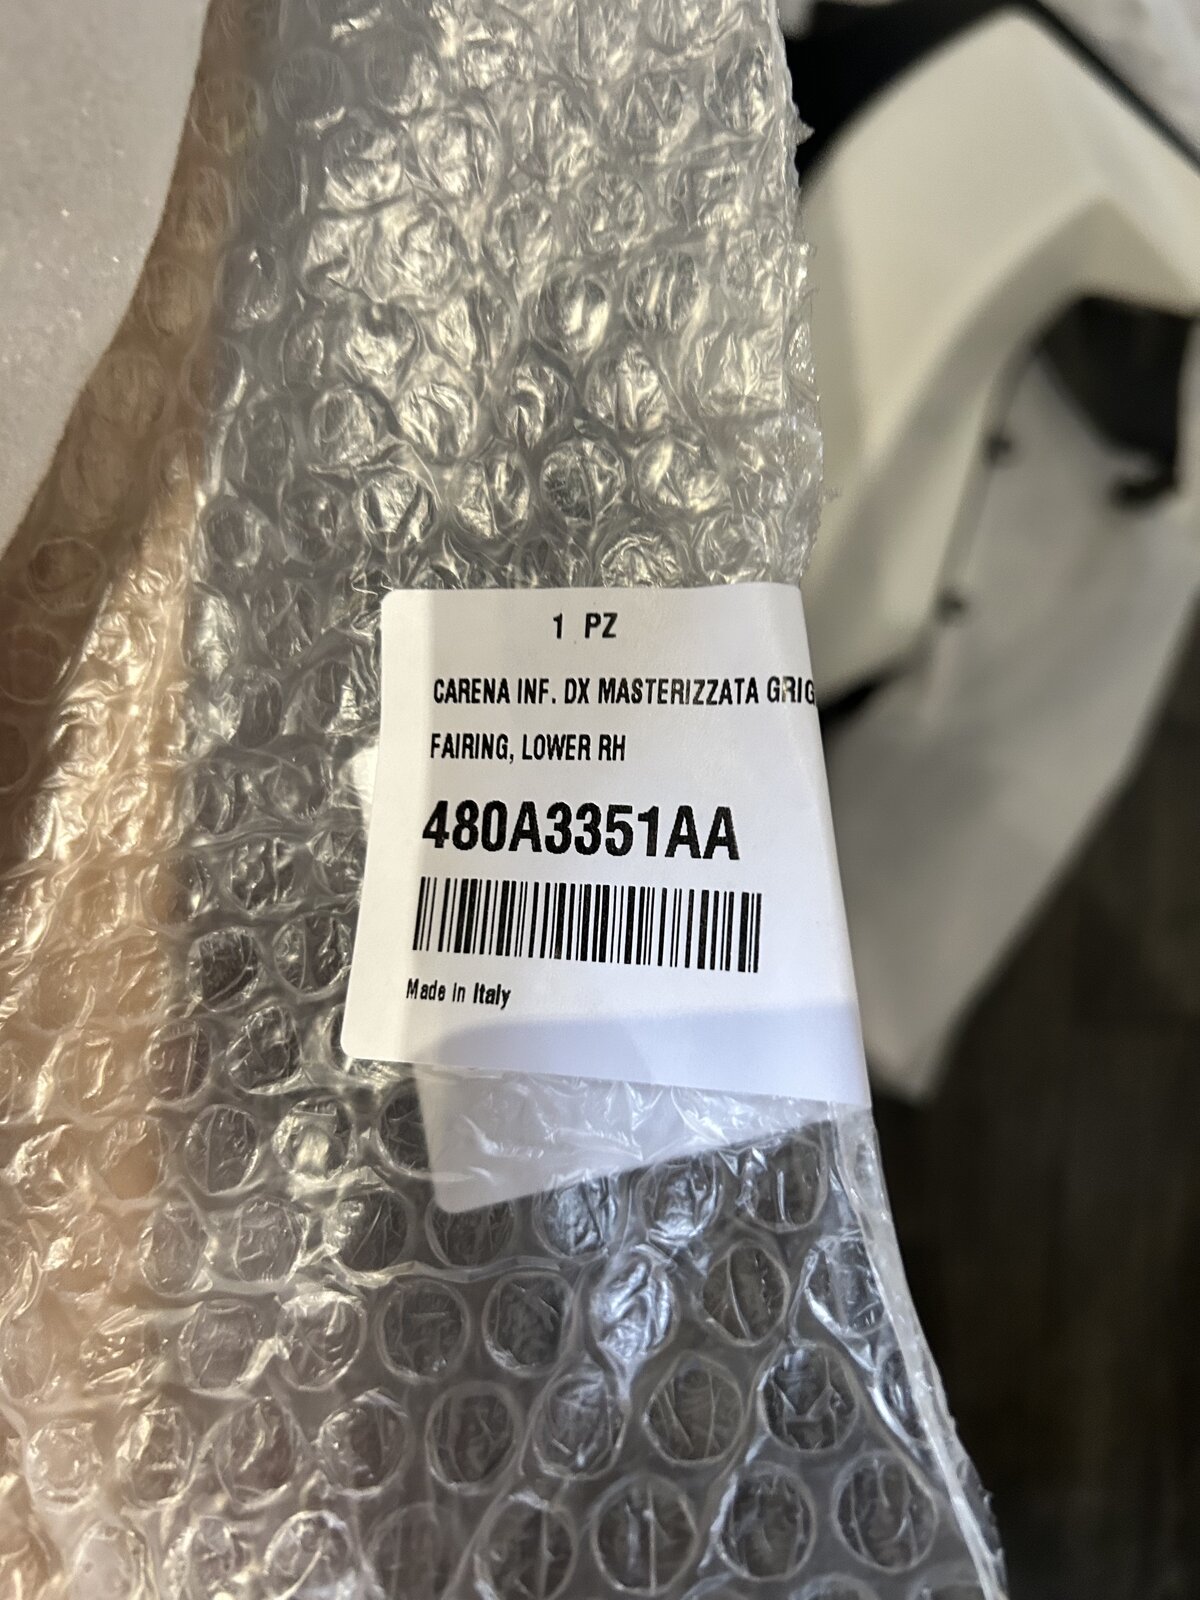 1 PZ
CARENA INF. DX MASTERIZZATA GRIG
FAIRING, LOWER RH
480A3351AA
Made in Italy